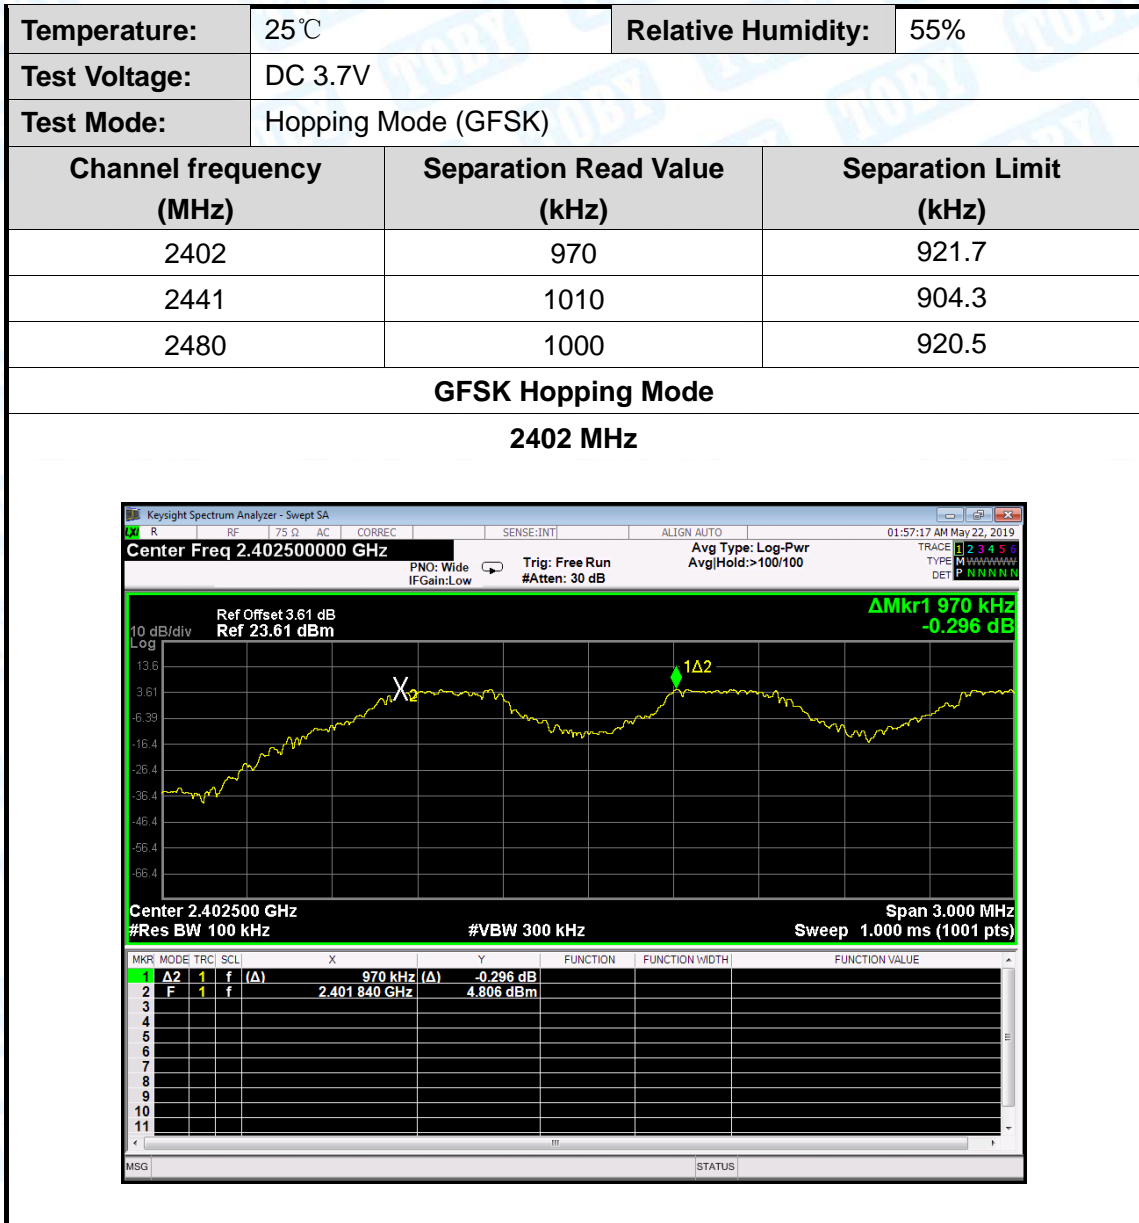 Temperature: 25℃ Relative Humidity: 55%
Test Voltage: DC 3.7V
Test Mode: Hopping Mode (GFSK)
Channel frequency (MHz) Separation Read Value (kHz) Separation Limit (kHz)
2402 970 921.7
2441 1010 904.3
2480 1000 920.5
GFSK Hopping Mode
2402 MHz
Keysight Spectrum Analyzer - Swept SA
LXI R RF 75 Ω AC CORREC SENSE:INT ALIGN AUTO 01:57:17 AM May 22, 2019
Center Freq 2.402500000 GHz
PNO: Wide
IFGain:Low
Trig: Free Run
#Atten: 30 dB
Avg Type: Log-Pwr
Avg|Hold:>100/100
TRACE 1 2 3 4 5 6
TYPE M WWWWW
DET P N N N N N
ΔMkr1 970 kHz
-0.296 dB
Ref Offset 3.61 dB
10 dB/div Ref 23.61 dBm
Log
13.6
3.61
-6.39
-16.4
-26.4
-36.4
-46.4
-56.4
-66.4
X2
1Δ2
Center 2.402500 GHz Span 3.000 MHz
#Res BW 100 kHz #VBW 300 kHz Sweep 1.000 ms (1001 pts)
MKR MODE TRC SCL X Y FUNCTION FUNCTION WIDTH FUNCTION VALUE
1 Δ2 1 f (Δ) 970 kHz (Δ) -0.296 dB
2 F 1 f 2.401 840 GHz 4.806 dBm
3
4
5
6
7
8
9
10
11
MSG STATUS
TOBY